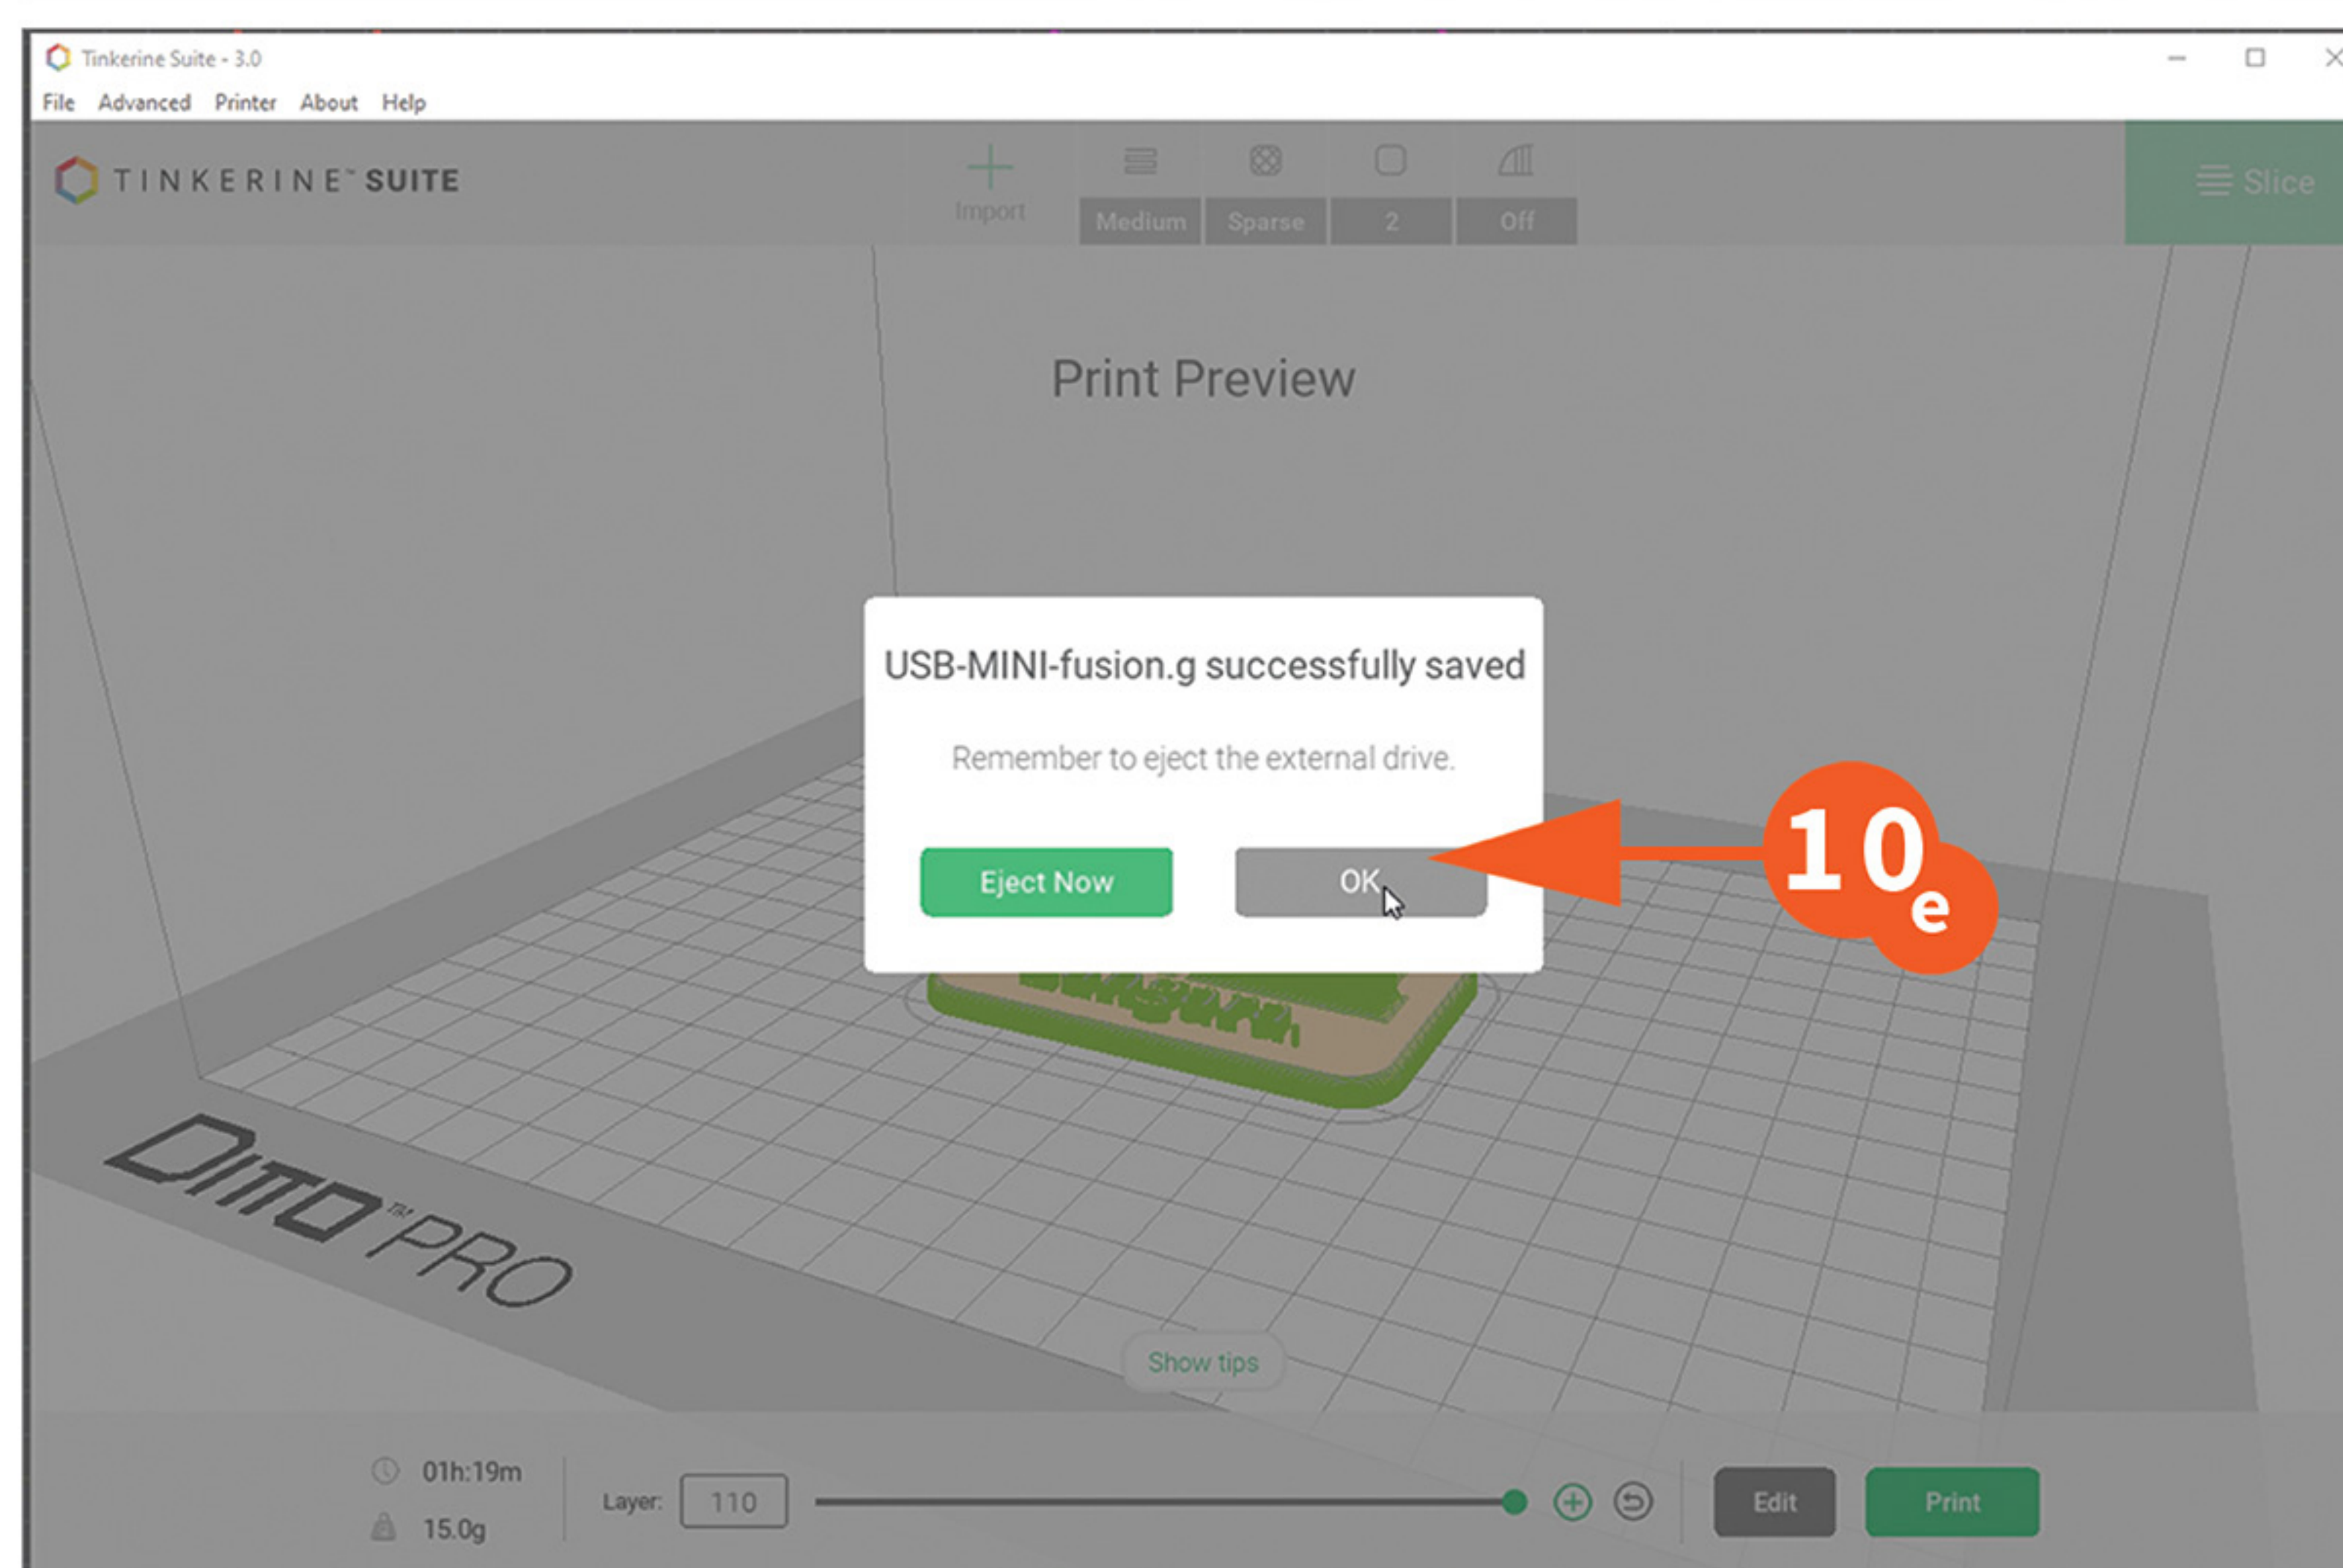 Tinkerine Suite - 3.0
File Advanced Printer About Help
TINKERINE™ SUITE
Import
Medium Sparse 2 Off
Slice
Print Preview
USB-MINI-fusion.g successfully saved
Remember to eject the external drive.
Eject Now OK
10
e
DITTO™ PRO
Show tips
01h:19m
15.0g
Layer: 110
Edit Print